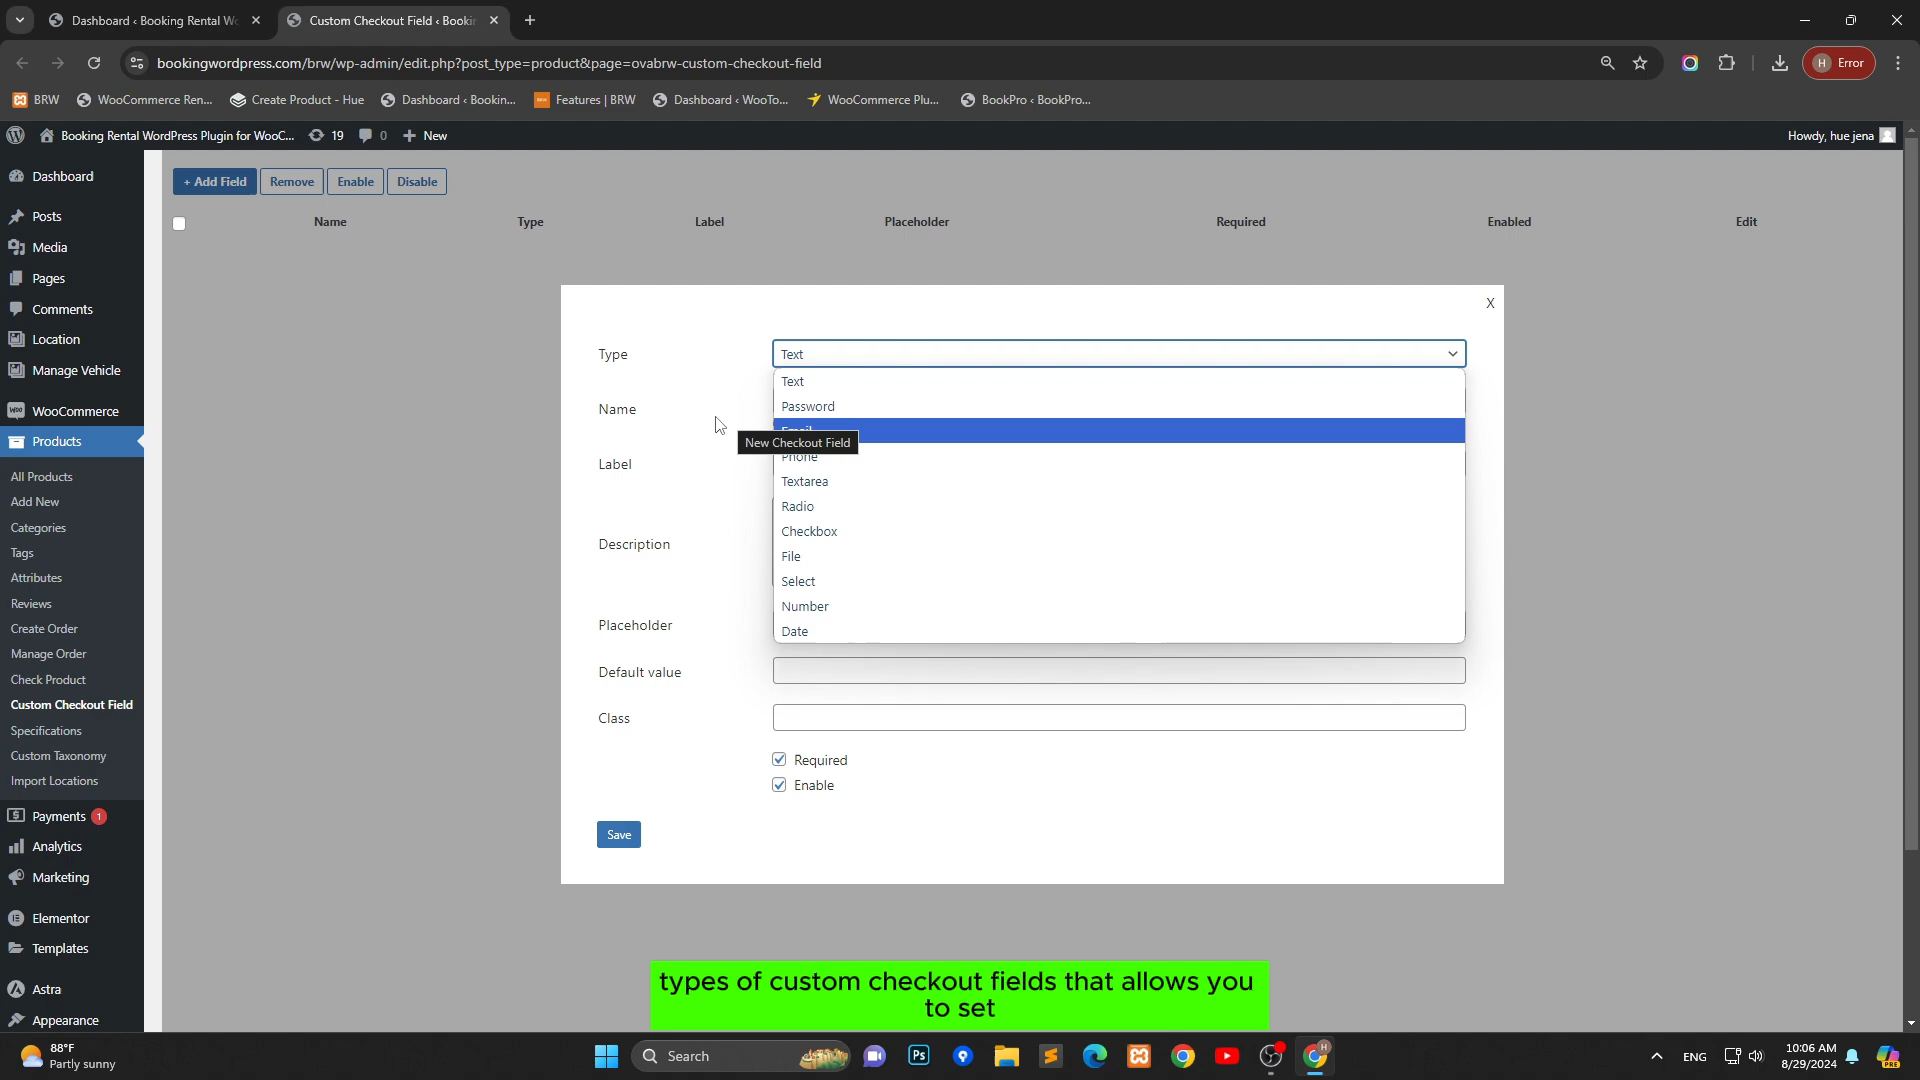 Dashboard ‹ Booking Rental W
Custom Checkout Field ‹ Booki
bookingwordpress.com/brw/wp-admin/edit.php?post_type=product&page=ovabrw-custom-checkout-field
H Error
BRW
WooCommerce Ren...
Create Product - Hue
Dashboard ‹ Bookin...
Features | BRW
Dashboard ‹ WooTo...
WooCommerce Plu...
BookPro ‹ BookPro...
Booking Rental WordPress Plugin for WooC...
19
0
New
Howdy, hue jena
Dashboard
Posts
Media
Pages
Comments
Location
Manage Vehicle
WooCommerce
Products
All Products
Add New
Categories
Tags
Attributes
Reviews
Create Order
Manage Order
Check Product
Custom Checkout Field
Specifications
Custom Taxonomy
Import Locations
Payments 1
Analytics
Marketing
Elementor
Templates
Astra
Appearance
+ Add Field
Remove
Enable
Disable
Name
Type
Label
Placeholder
Required
Enabled
Edit
X
Type
Text
Text
Password
New Checkout Field
Phone
Textarea
Radio
Checkbox
File
Select
Number
Date
Name
Label
Description
Placeholder
Default value
Class
Required
Enable
Save
types of custom checkout fields that allows you
to set
88°F
Partly sunny
Search
Ps
H
ENG
10:06 AM
8/29/2024
PRE